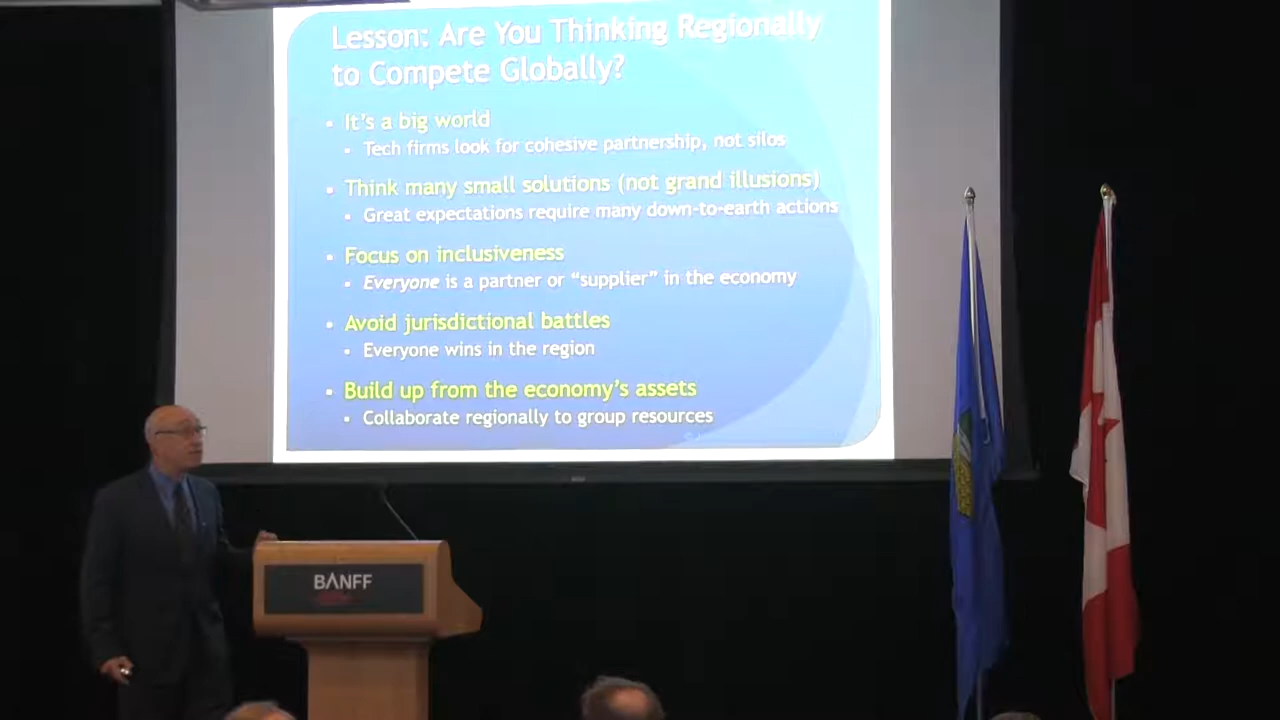 Lesson: Are You Thinking Regionally
to Compete Globally?
• It's a big world
• Tech firms look for cohesive partnership, not silos
• Think many small solutions (not grand illusions)
• Great expectations require many down-to-earth actions
• Focus on inclusiveness
• Everyone is a partner or “supplier” in the economy
• Avoid jurisdictional battles
• Everyone wins in the region
• Build up from the economy's assets
• Collaborate regionally to group resources
BANFF